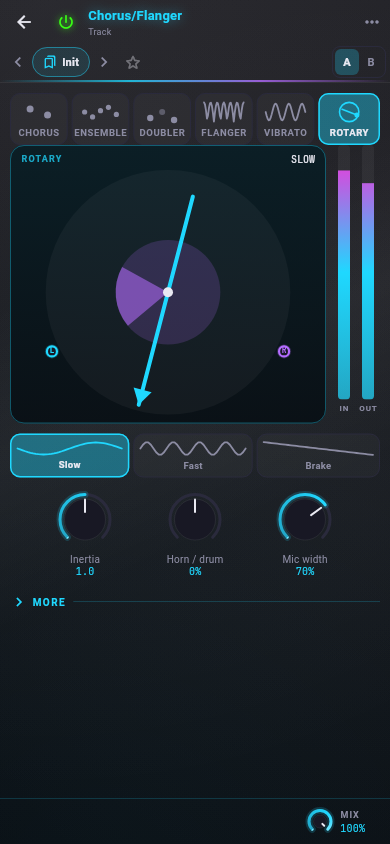 Chorus/Flanger
Track
Init
A B
CHORUS ENSEMBLE DOUBLER FLANGER VIBRATO ROTARY
ROTARY SLOW
L R
IN OUT
Slow Fast Brake
Inertia Horn / drum Mic width
1.0 0% 70%
MORE
MIX
100%